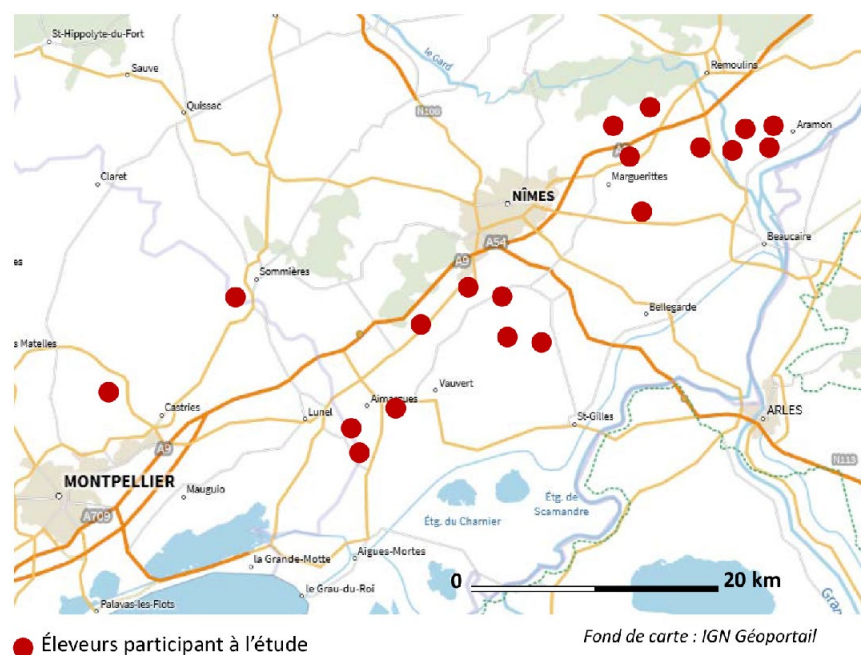 St-Hippolyte-du-Fort
Sauve
Quissac
le Gard
Remoulins
N106
Aramon
Claret
NÎMES
Marguerittes
A54
A9
Beaucaire
Sommières
Bellegarde
s Matelles
Castries
Lunel
Aimargues
Vauvert
St-Gilles
ARLES
A9
MONTPELLIER
Mauguio
A709
Étg. du Charnier
Étg. de
Scamandre
N113
la Grande-Motte
Aigues-Mortes
le Grau du Roi
Palavas-les-Flots
0 20 km
Éleveurs participant à l'étude
Fond de carte : IGN Géoportail